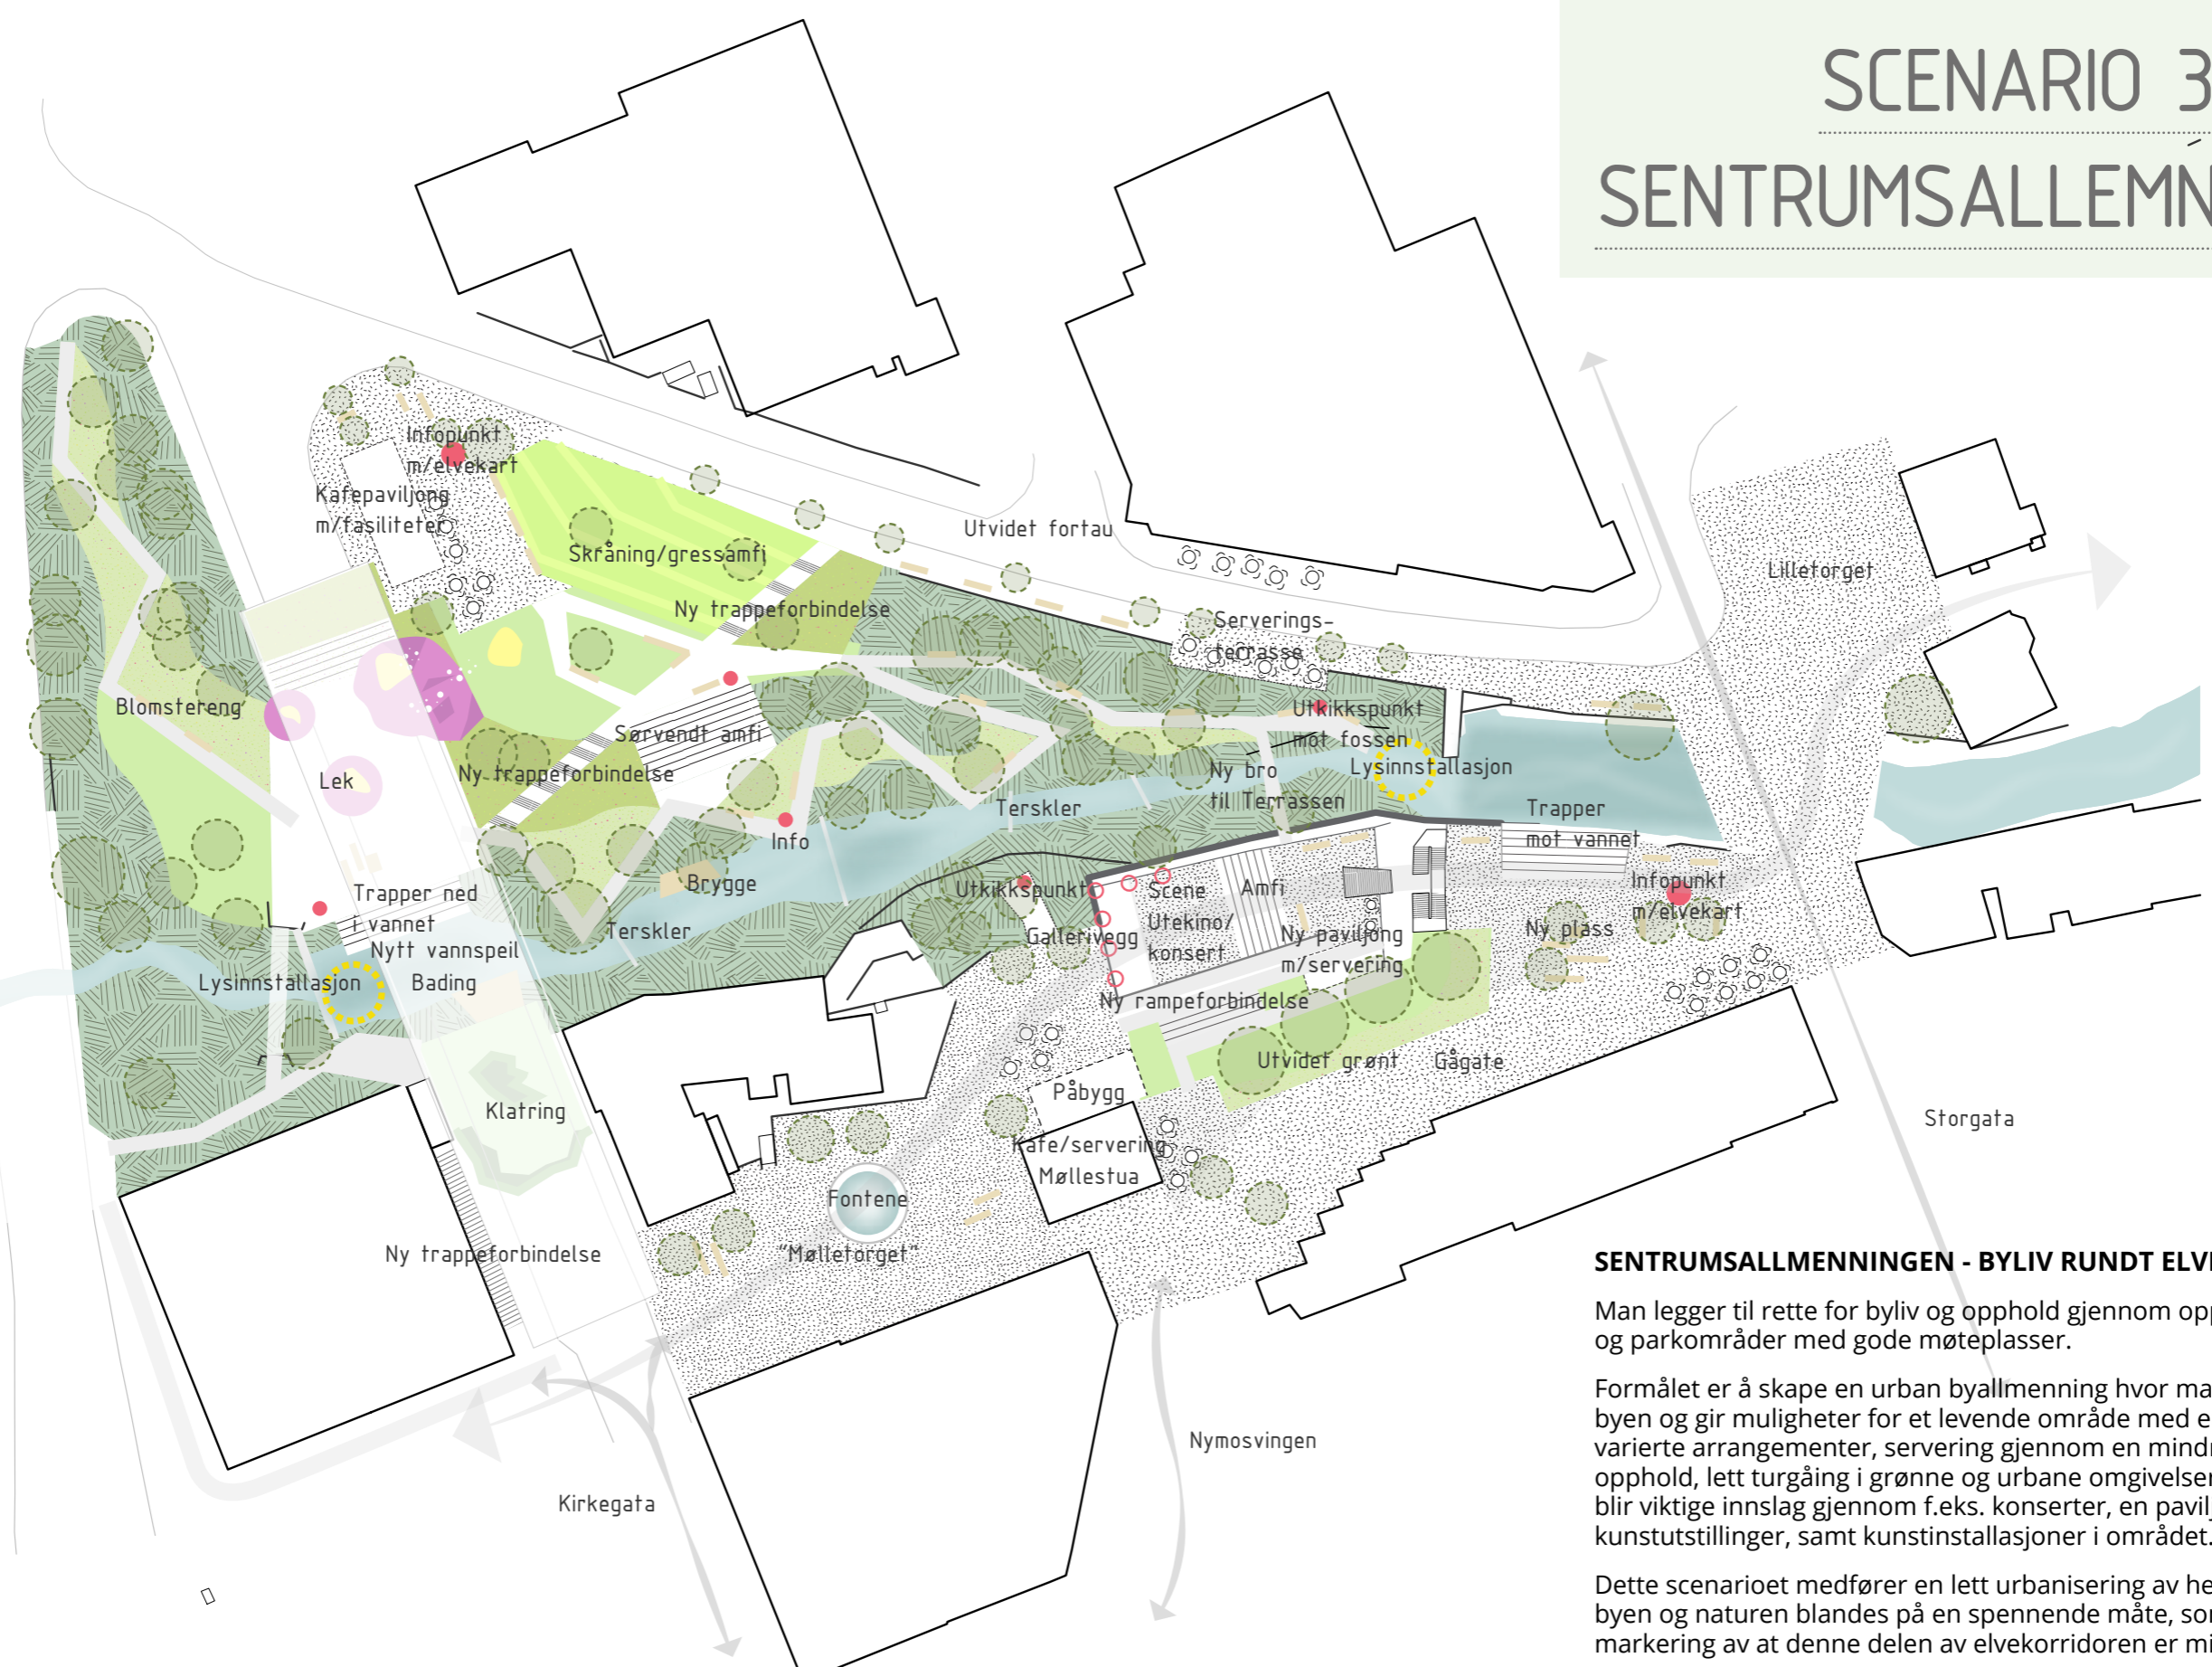 SCENARIO 3
SENTRUMSALLEMN
Infopunkt
m/elvekart
Kafepaviljong
m/fasiliteter
Skråning/gressamfi
Utvidet fortau
Lilletorget
Ny trappeforbindelse
Serverings-
terrasse
Blomstereng
Sørvendt amfi
Utkikkspunkt
mot fossen
Ny trappeforbindelse
Lek
Ny bro
til Terrassen
Lysinnstallasjon
Terskler
Trapper
mot vannet
Info
Brygge
Trapper ned
i vannet
Utkikkspunkt
Scene
Utekino/
konsert
Amfi
Infopunkt
m/elvekart
Terskler
Gallerivegg
Ny paviljong
m/servering
Ny plass
Nytt vannspeil
Lysinnstallasjon
Bading
Ny rampeforbindelse
Utvidet grønt
Gågate
Påbygg
Klatring
Storgata
Kafe/servering
Møllestua
Fontene
"Mølletorget"
Ny trappeforbindelse
Nymosvingen
Kirkegata
SENTRUMSALLMENNINGEN - BYLIV RUNDT ELV
Man legger til rette for byliv og opphold gjennom
og parkområder med gode møteplasser.
Formålet er å skape en urban byallmenning hvor
byen og gir muligheter for et levende område med
varierte arrangementer, servering gjennom en
opphold, lett turgåing i grønne og urbane omgivelser
blir viktige innslag gjennom f.eks. konserter, en
kunstutstillinger, samt kunstinstallasjoner i området.
Dette scenarioet medfører en lett urbanisering av
byen og naturen blandes på en spennende måte,
markering av at denne delen av elvekorridoren er